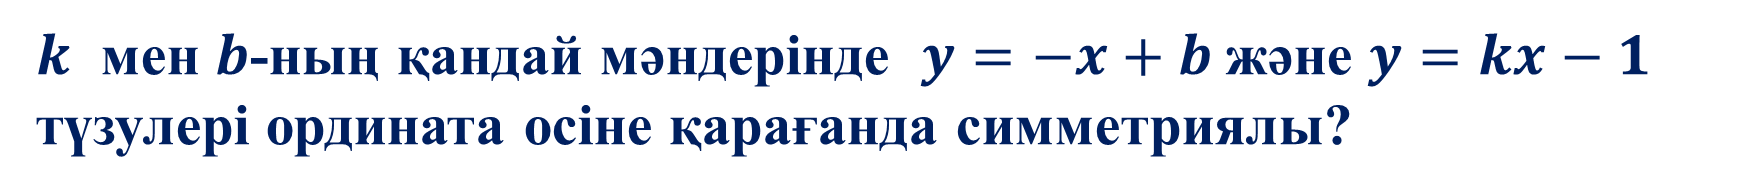 k мен b-ның қандай мәндерінде y = −x + b және y = kx − 1
түзулері ордината осіне қарағанда симметриялы?